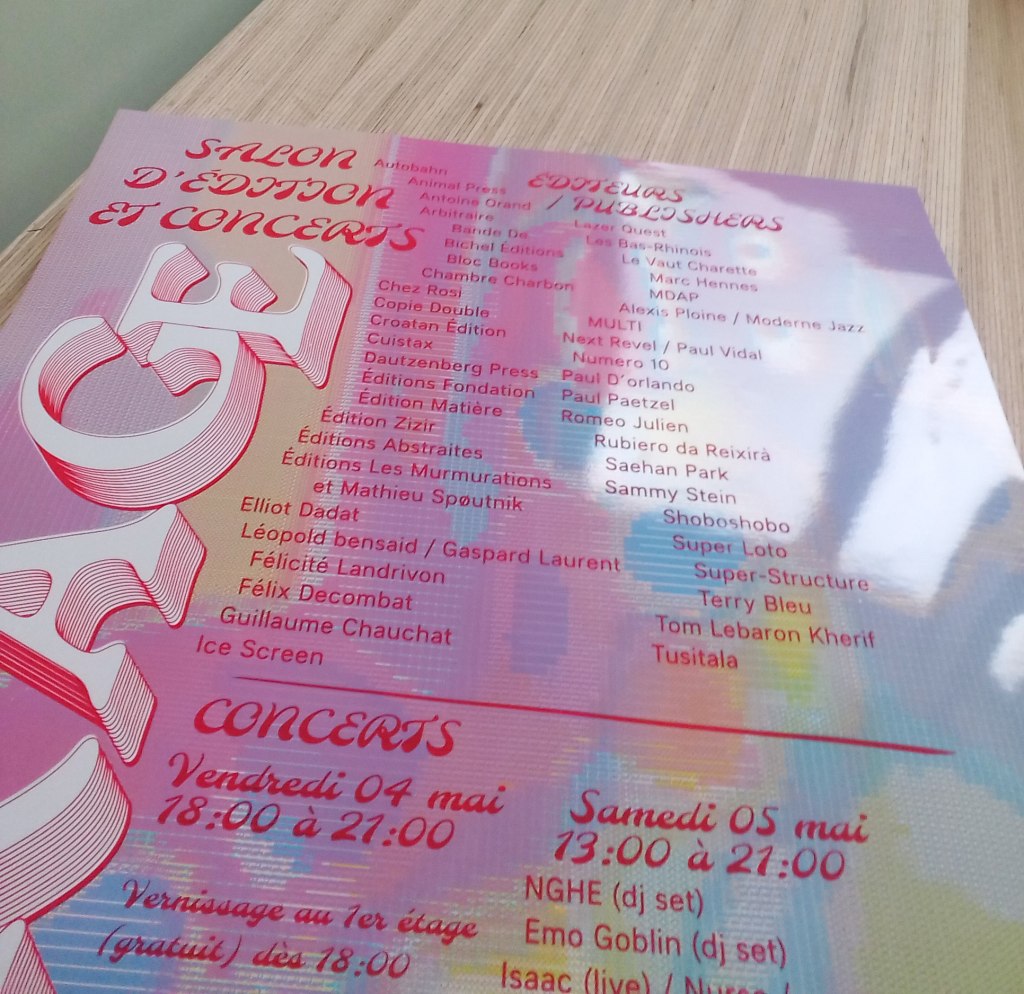 SALON
D'ÉDITION
ET CONCERTS
AGE
ÉDITEURS
/ PUBLISHERS
Autobahn
Animal Press
Antoine Orand
Arbitraire
Bande De
Bichel Éditions
Bloc Books
Chambre Charbon
Chez Rosi
Copie Double
Croatan Édition
Cuistax
Dautzenberg Press
Éditions Fondation
Édition Matière
Édition Zizir
Éditions Abstraites
Éditions Les Murmurations
et Mathieu Spøutnik
Elliot Dadat
Léopold bensaid / Gaspard Laurent
Félicité Landrivon
Félix Decombat
Guillaume Chauchat
Ice Screen
Lazer Quest
Les Bas-Rhinois
Le Vaut Charette
Marc Hennes
MDAP
Alexis Ploine / Moderne Jazz
MULTI
Next Revel / Paul Vidal
Numero 10
Paul D'orlando
Paul Paetzel
Romeo Julien
Rubiero da Reixirà
Saehan Park
Sammy Stein
Shoboshobo
Super Loto
Super-Structure
Terry Bleu
Tom Lebaron Kherif
Tusitala
CONCERTS
Vendredi 04 mai
18:00 à 21:00
Vernissage au 1er étage
(gratuit) dès 18:00
Samedi 05 mai
13:00 à 21:00
NGHE (dj set)
Emo Goblin (dj set)
Isaac (live) /